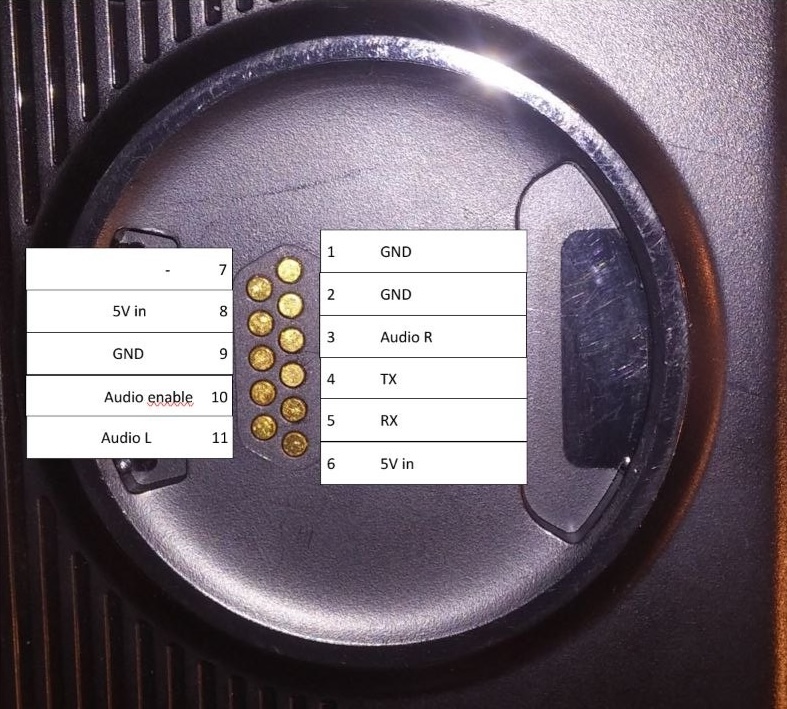 1 GND
2 GND
3 Audio R
4 TX
5 RX
6 5V in
- 7
5V in 8
GND 9
Audio enable 10
Audio L 11